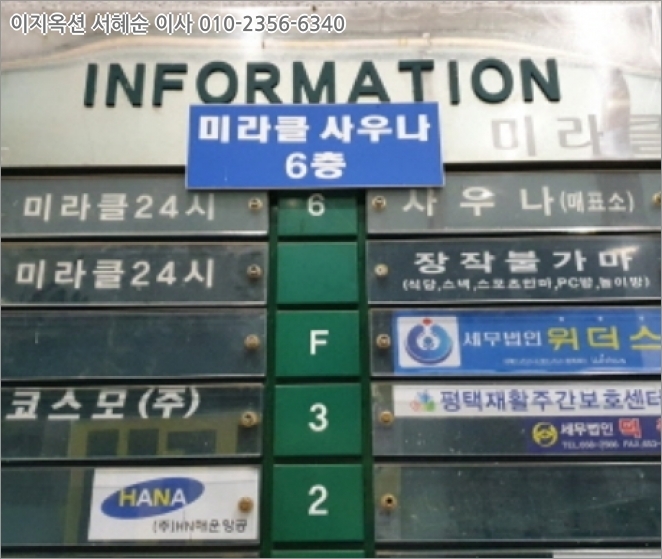 이지옥션 서혜순 이사 010-2356-6340
INFORMATION
미라클 사우나
6층
미라클
미라클24시
6
사우나(매표소)
미라클24시
장작불가마
(식당,스넥,스포츠안마,PC방,놀이방)
F
세무법인 위더스
코스모(주)
3
평택재활주간보호센터
세무법인
HANA
(주)HN해운항공
2